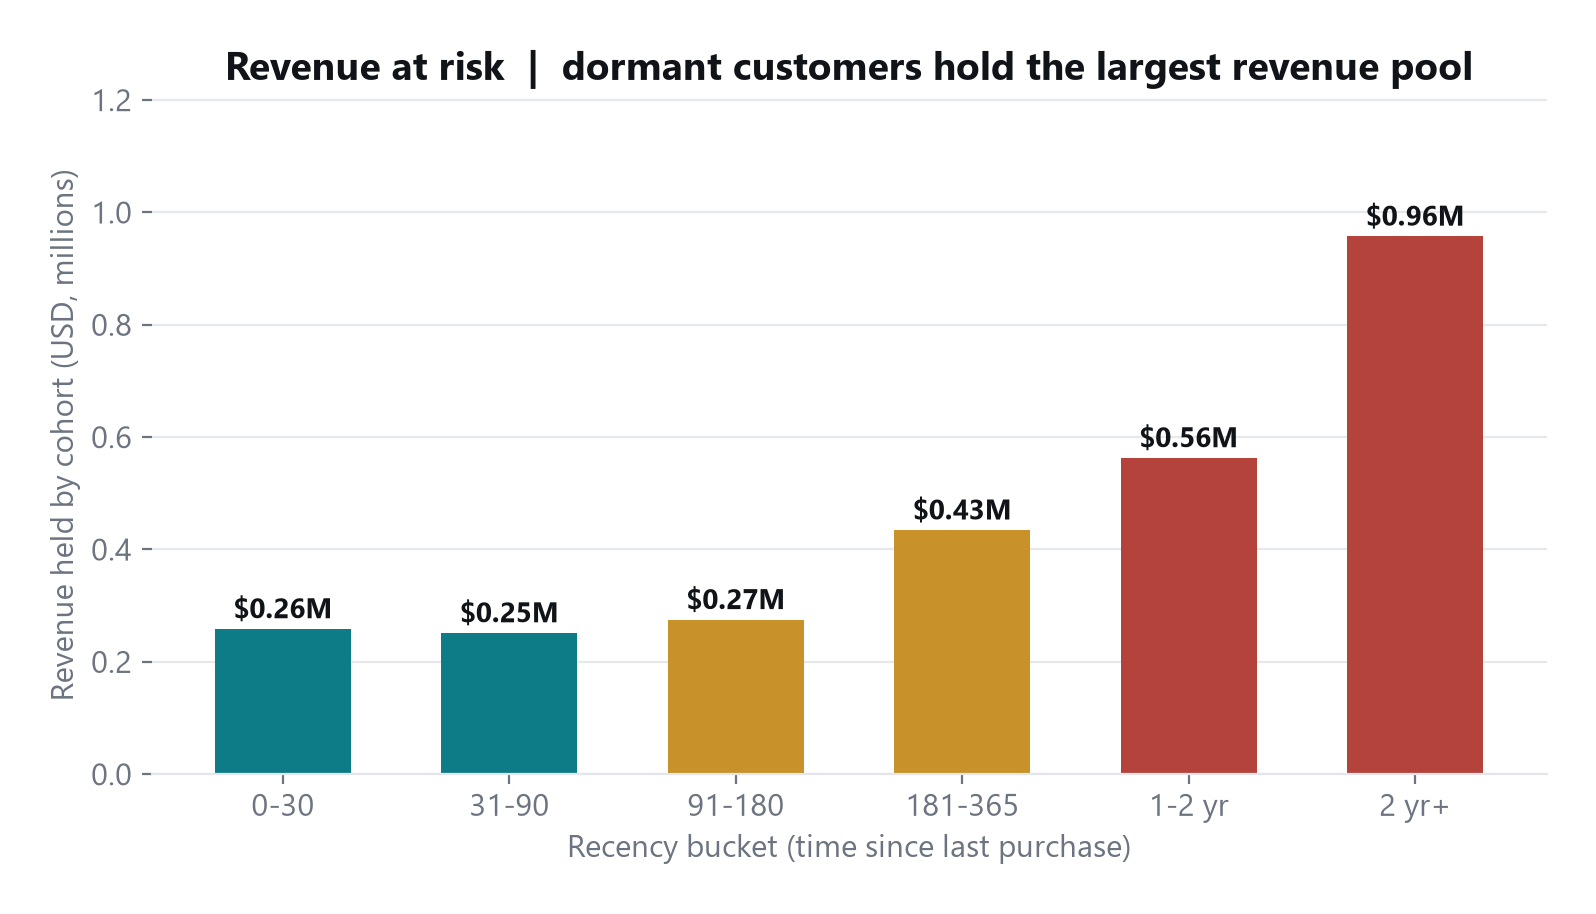 Revenue at risk | dormant customers hold the largest revenue pool
Revenue held by cohort (USD, millions)
1.2
1.0
0.8
0.6
0.4
0.2
0.0
$0.26M
$0.25M
$0.27M
$0.43M
$0.56M
$0.96M
0-30
31-90
91-180
181-365
1-2 yr
2 yr+
Recency bucket (time since last purchase)